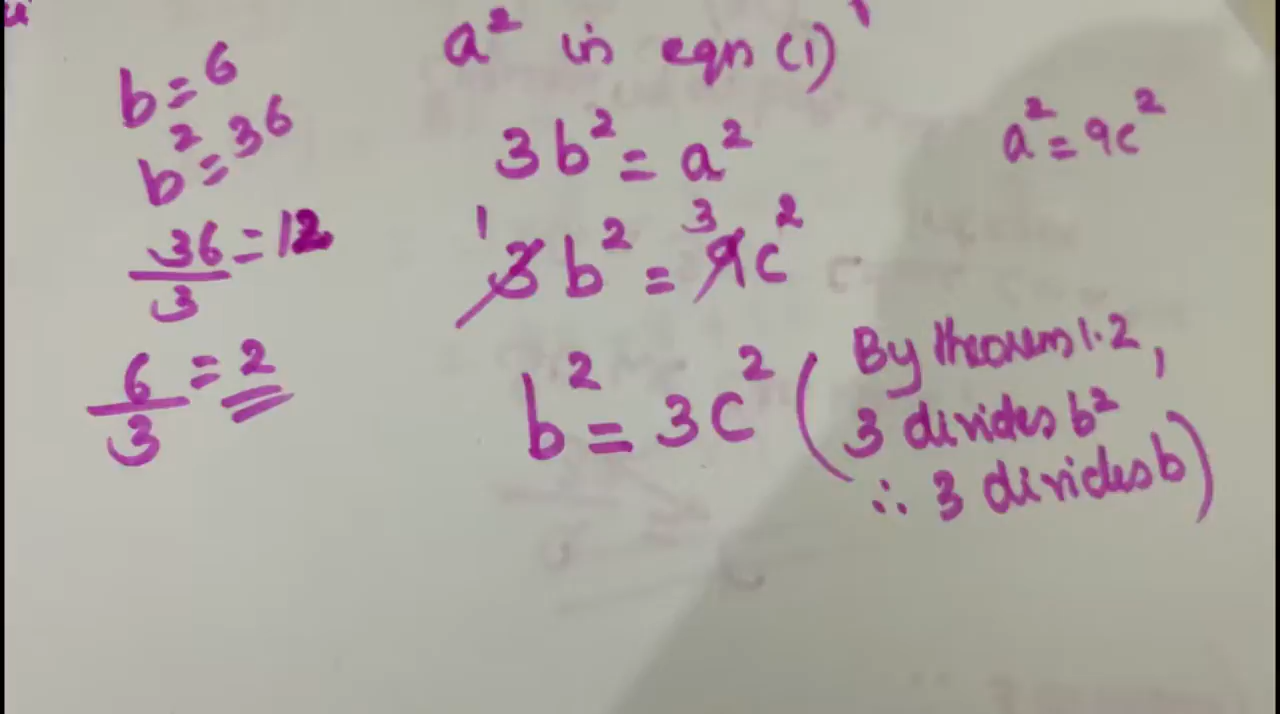 a² in eqn (1)
b = 6
b² = 36
36/3 = 12
6/3 = 2
3b² = a²
a² = 9c²
1 3 b² = 3 9 c²
b² = 3c² (By theorem 1.2,
3 divides b²
∴ 3 divides b)